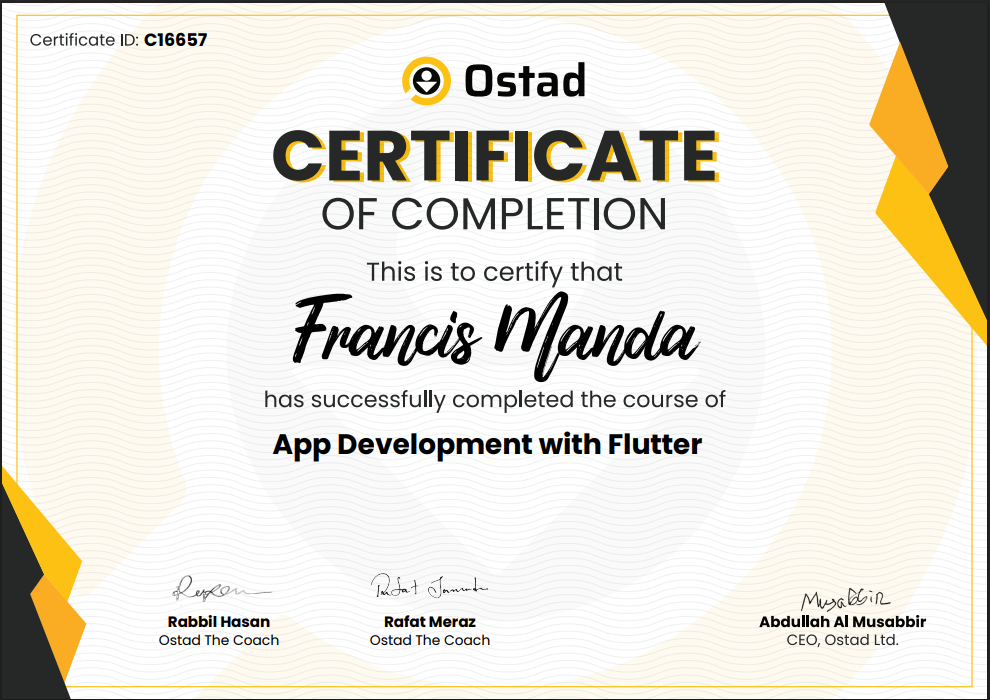 Certificate ID: C16657
Ostad
CERTIFICATE
OF COMPLETION
This is to certify that
Francis Manda
has successfully completed the course of
App Development with Flutter
Musabbir
Rabbil Hasan
Ostad The Coach
Rafat Meraz
Ostad The Coach
Abdullah Al Musabbir
CEO, Ostad Ltd.